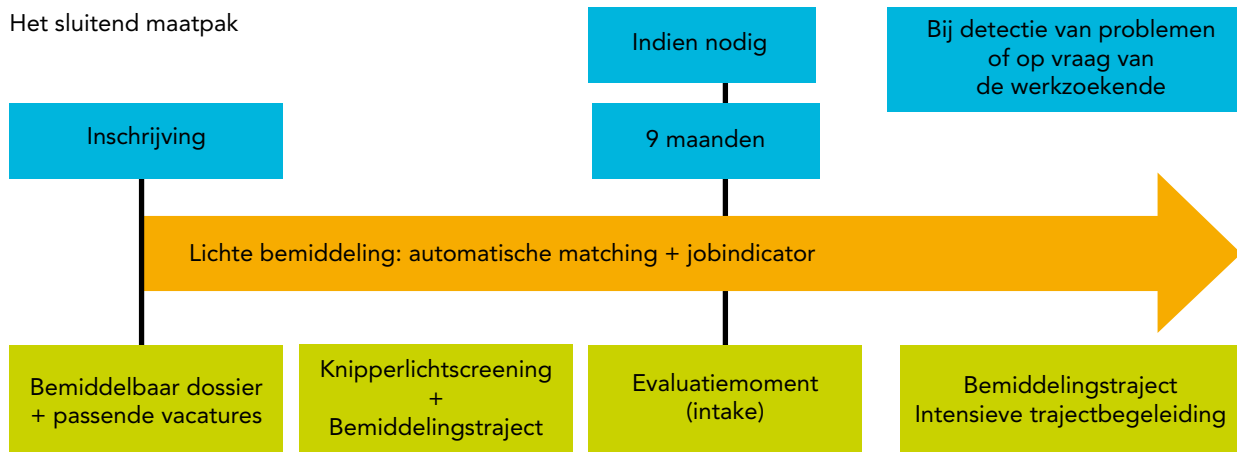 Het sluitend maatpak
Indien nodig
Bij detectie van problemen
of op vraag van
de werkzoekende
Inschrijving
9 maanden
Lichte bemiddeling: automatische matching + jobindicator
Bemiddelbaar dossier
+ passende vacatures
Knipperlichtscreening
+
Bemiddelingstraject
Evaluatiemoment
(intake)
Bemiddelingstraject
Intensieve trajectbegeleiding